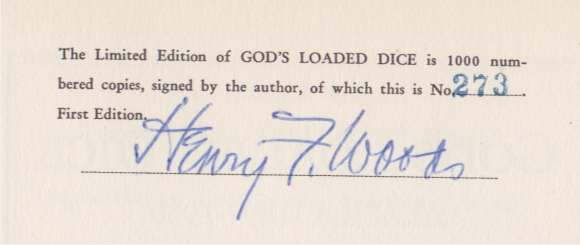 The Limited Edition of GOD'S LOADED DICE is 1000 num-
bered copies, signed by the author, of which this is No. 273.
First Edition.
Henry F. Woods